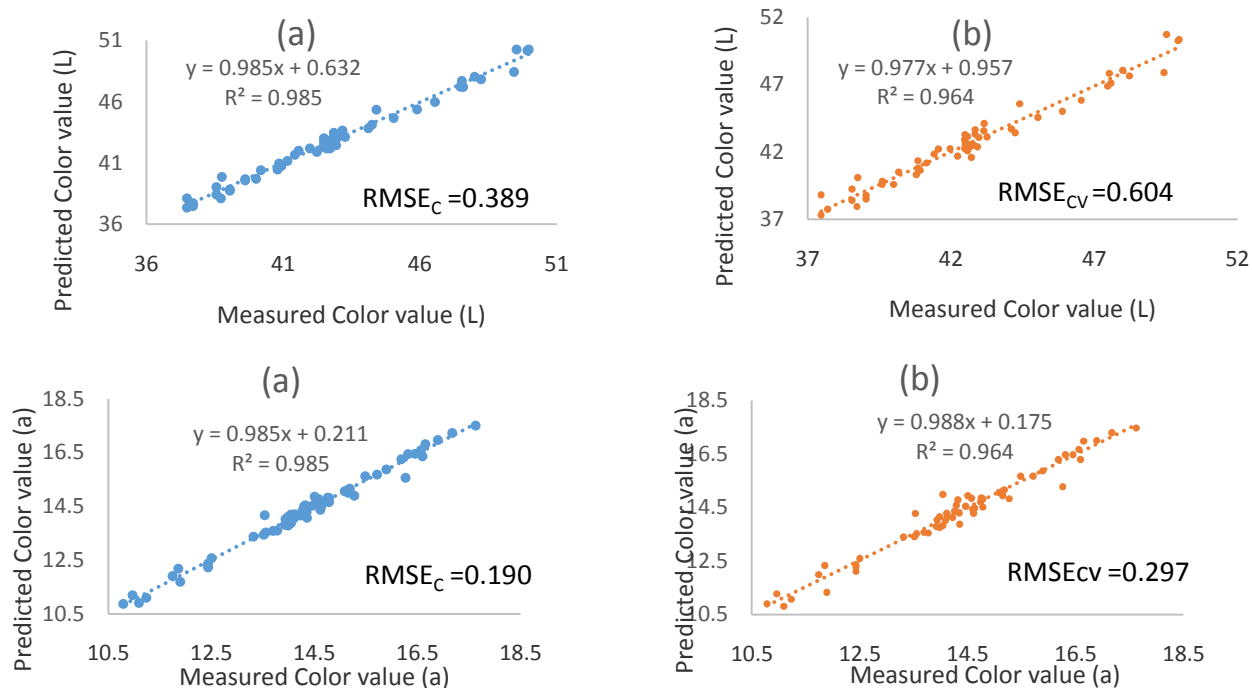 (a)
y = 0.985x + 0.632
R² = 0.985
RMSE_C =0.389
Predicted Color value (L)
51
46
41
36
36 41 46 51
Measured Color value (L)
(b)
y = 0.977x + 0.957
R² = 0.964
RMSE_CV =0.604
Predicted Color value (L)
52
47
42
37
37 42 47 52
Measured Color value (L)
(a)
y = 0.985x + 0.211
R² = 0.985
RMSE_C =0.190
Predicted Color value (a)
18.5
16.5
14.5
12.5
10.5
10.5 12.5 14.5 16.5 18.5
Measured Color value (a)
(b)
y = 0.988x + 0.175
R² = 0.964
RMSEcv =0.297
Predicted Color value (a)
18.5
16.5
14.5
12.5
10.5
10.5 12.5 14.5 16.5 18.5
Measured Color value (a)